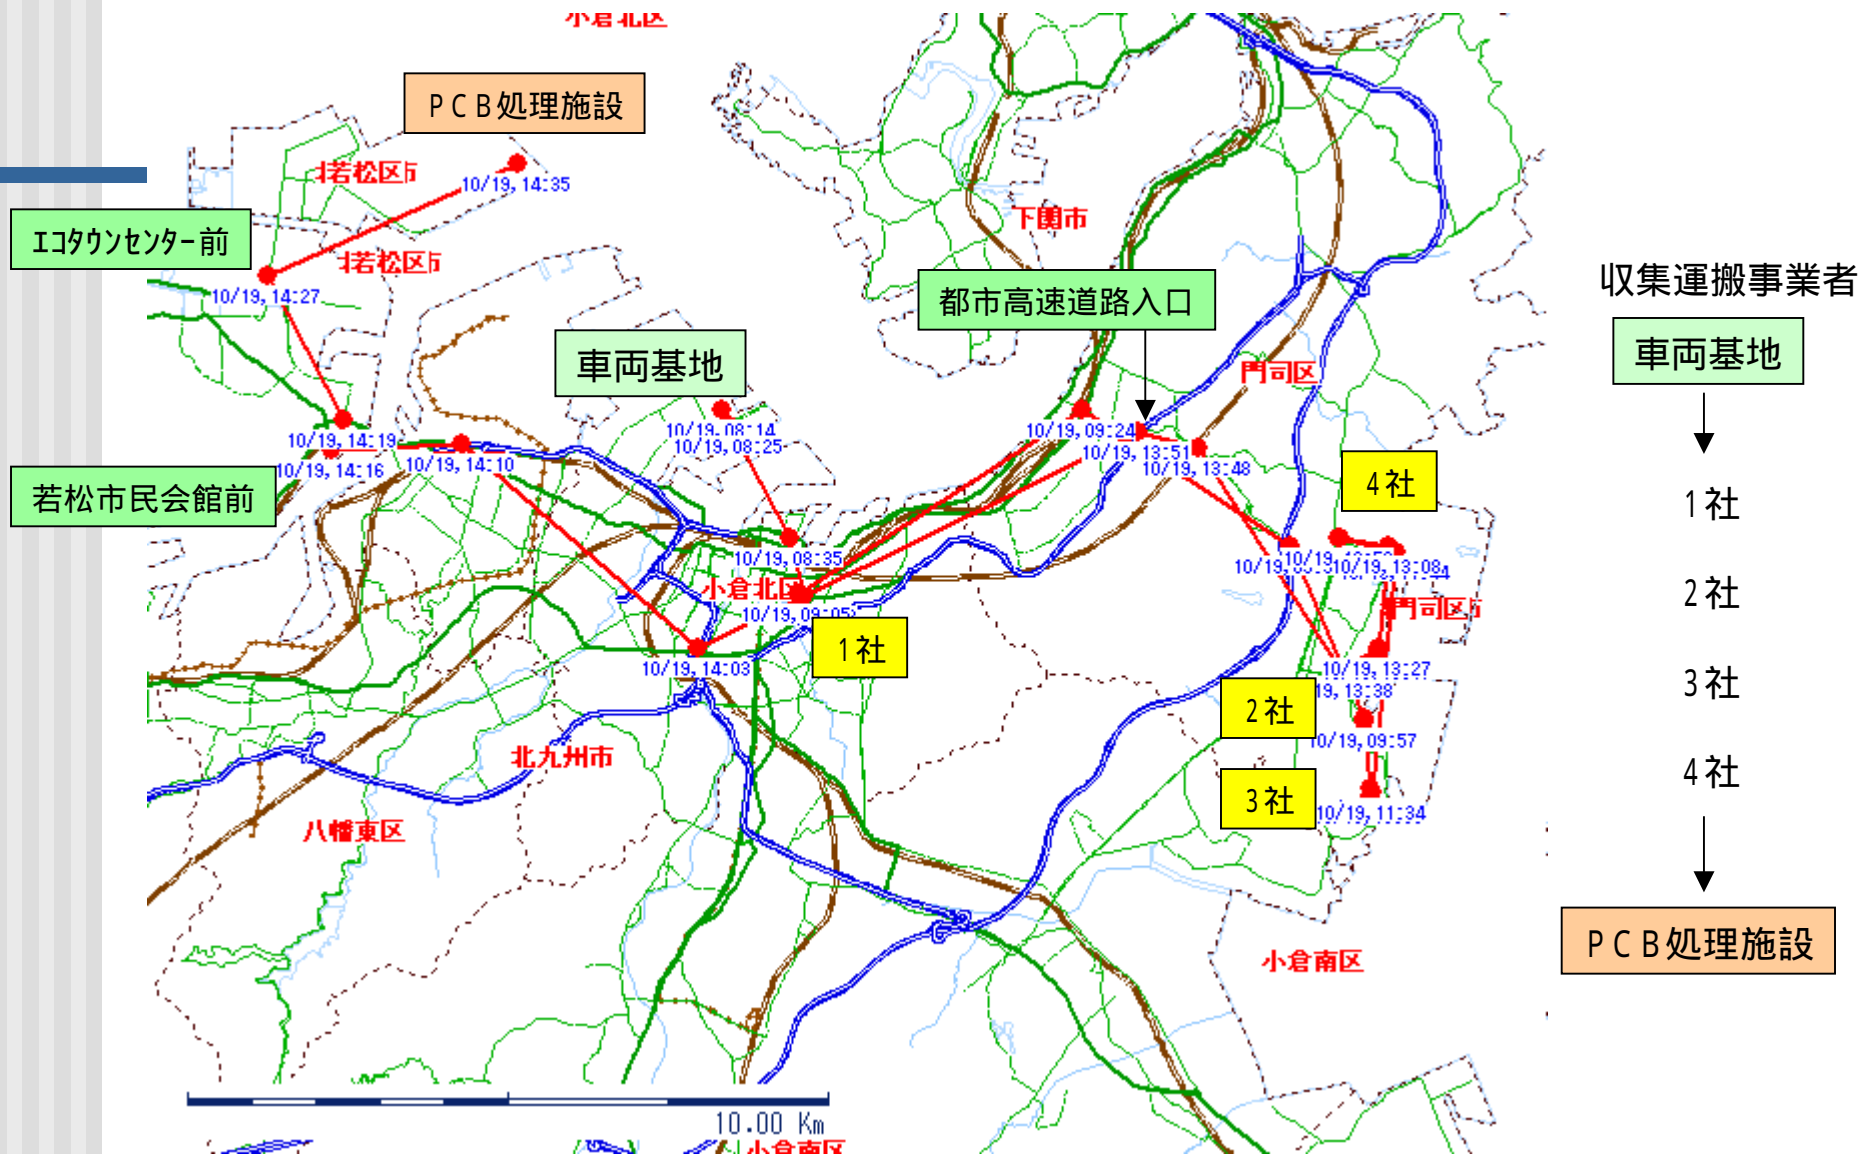 小倉北区
PCB処理施設
若松区
10/19,14:35
エコタウンセンター前
若松区
10/19,14:27
下関市
都市高速道路入口
車両基地
門司区
10/19,14:19
10/19,14:16
10/19,14:10
若松市民会館前
10/19,08:14
10/19,08:25
10/19,09:24
10/19,13:51
10/19,13:48
4社
10/19,08:35
10/19,13:08
小倉北区
10/19,09:05
門司区
1社
10/19,14:03
10/19,13:27
19,13:38
2社
10/19,09:57
北九州市
3社
10/19,11:34
八幡東区
小倉南区
10.00 Km
小倉南区
収集運搬事業者
車両基地
1社
2社
3社
4社
PCB処理施設